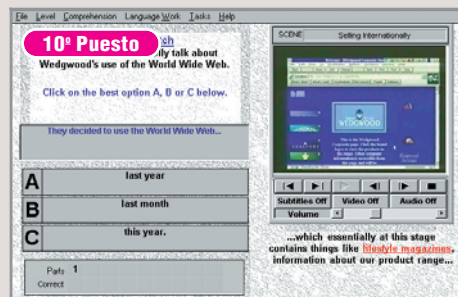 File Level Comprehension Language Work Tasks Help
10º Puesto
tch
lly talk about
Wedgwood's use of the World Wide Web.
Click on the best option A, B or C below.
They decided to use the World Wide Web...
A last year
B last month
C this year.
Parts 1
Correct
SCENE Selling Internationally
WEDGWOOD
Subtitles Off Video Off Audio Off
Volume
...which essentially at this stage
contains things like lifestyle magazines,
information about our product range...